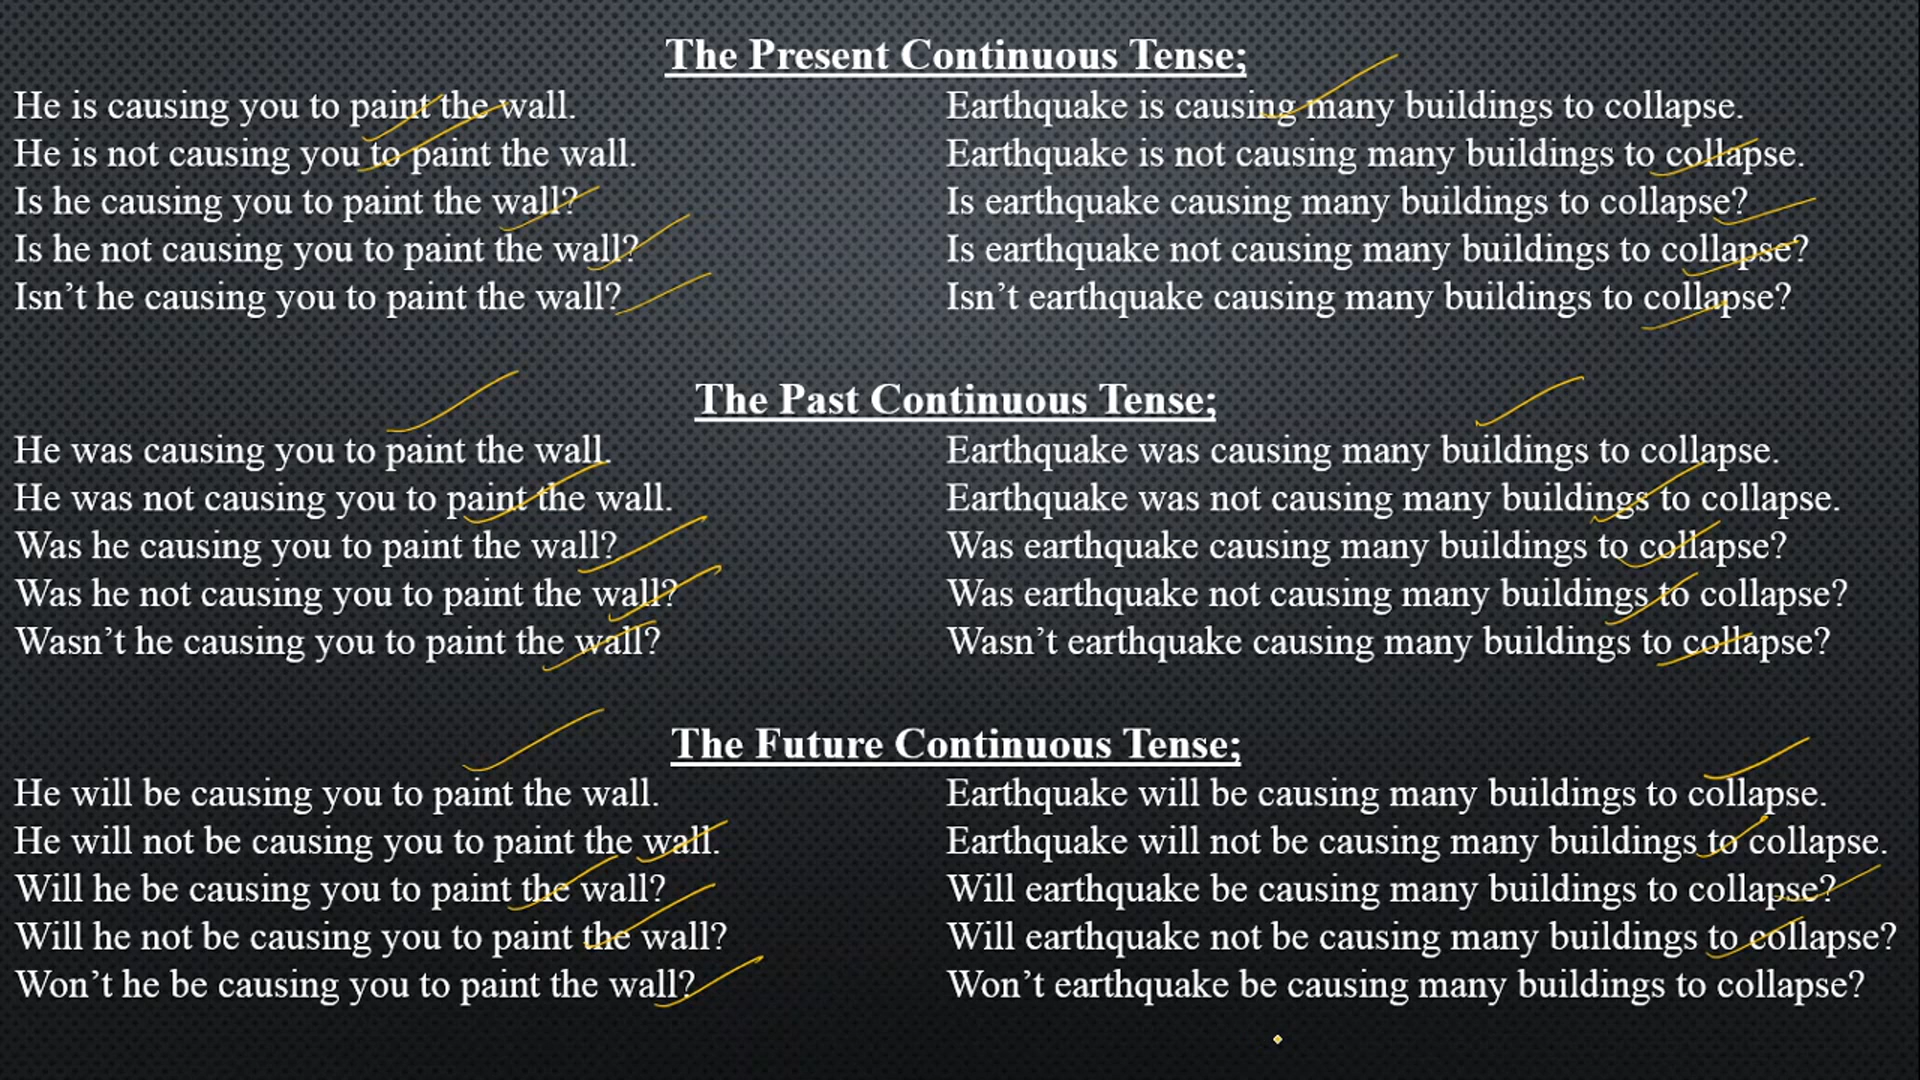 The Present Continuous Tense;
He is causing you to paint the wall.
He is not causing you to paint the wall.
Is he causing you to paint the wall?
Is he not causing you to paint the wall?
Isn’t he causing you to paint the wall?
Earthquake is causing many buildings to collapse.
Earthquake is not causing many buildings to collapse.
Is earthquake causing many buildings to collapse?
Is earthquake not causing many buildings to collapse?
Isn’t earthquake causing many buildings to collapse?
The Past Continuous Tense;
He was causing you to paint the wall.
He was not causing you to paint the wall.
Was he causing you to paint the wall?
Was he not causing you to paint the wall?
Wasn’t he causing you to paint the wall?
Earthquake was causing many buildings to collapse.
Earthquake was not causing many buildings to collapse.
Was earthquake causing many buildings to collapse?
Was earthquake not causing many buildings to collapse?
Wasn’t earthquake causing many buildings to collapse?
The Future Continuous Tense;
He will be causing you to paint the wall.
He will not be causing you to paint the wall.
Will he be causing you to paint the wall?
Will he not be causing you to paint the wall?
Won’t he be causing you to paint the wall?
Earthquake will be causing many buildings to collapse.
Earthquake will not be causing many buildings to collapse.
Will earthquake be causing many buildings to collapse?
Will earthquake not be causing many buildings to collapse?
Won’t earthquake be causing many buildings to collapse?